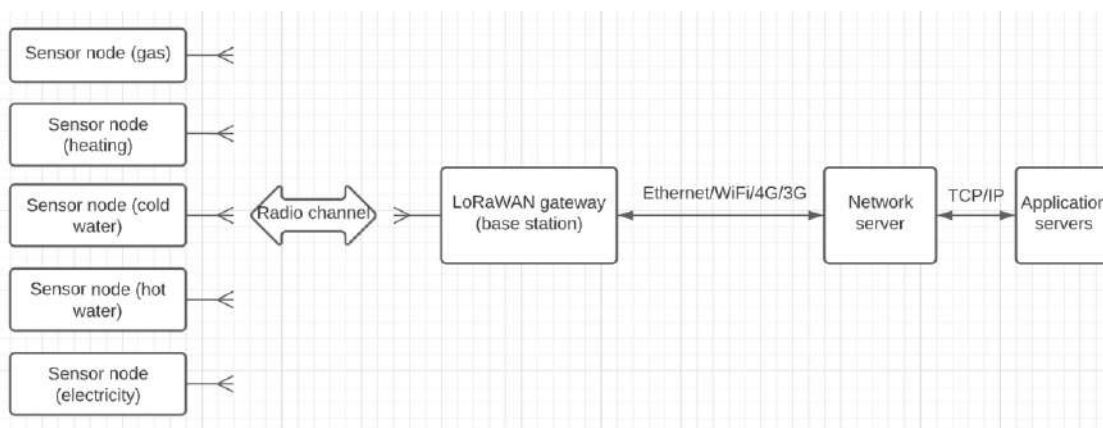 Sensor node (gas)
Sensor node
(heating)
Sensor node (cold
water)
Sensor node (hot
water)
Sensor node
(electricity)
Radio channel
LoRaWAN gateway
(base station)
Ethernet/WiFi/4G/3G
Network
server
TCP/IP
Application
servers